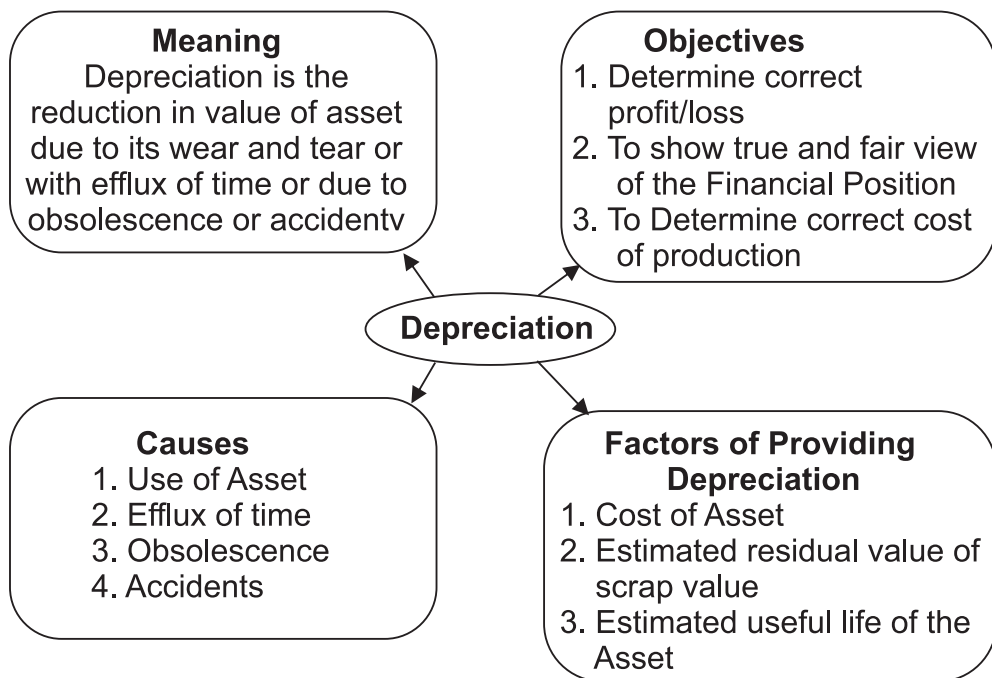 Meaning
Depreciation is the
reduction in value of asset
due to its wear and tear or
with efflux of time or due to
obsolescence or accidentv
Objectives
1. Determine correct
profit/loss
2. To show true and fair view
of the Financial Position
3. To Determine correct cost
of production
Depreciation
Causes
1. Use of Asset
2. Efflux of time
3. Obsolescence
4. Accidents
Factors of Providing
Depreciation
1. Cost of Asset
2. Estimated residual value of
scrap value
3. Estimated useful life of the
Asset